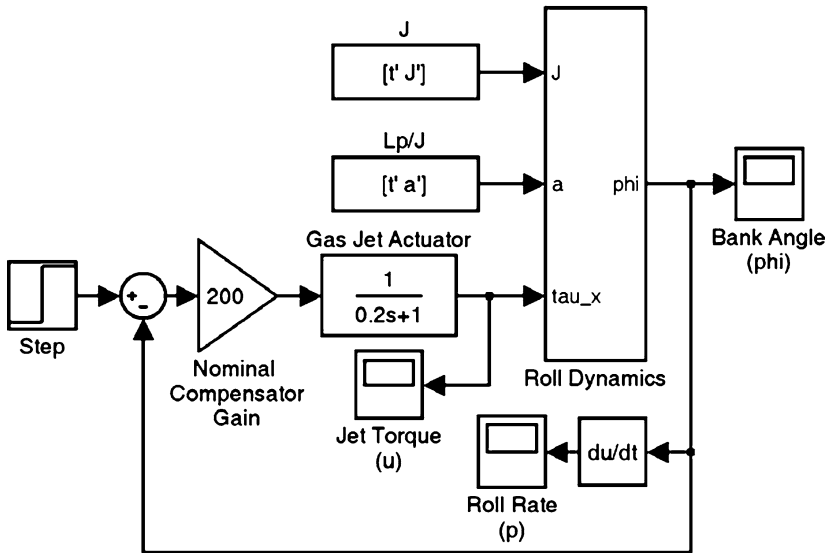 J
[t' J']
J
Lp/J
[t' a']
a
phi
Bank Angle
(phi)
Gas Jet Actuator
1
0.2s+1
tau_x
Roll Dynamics
+
-
200
Step
Nominal
Compensator
Gain
Jet Torque
(u)
du/dt
Roll Rate
(p)